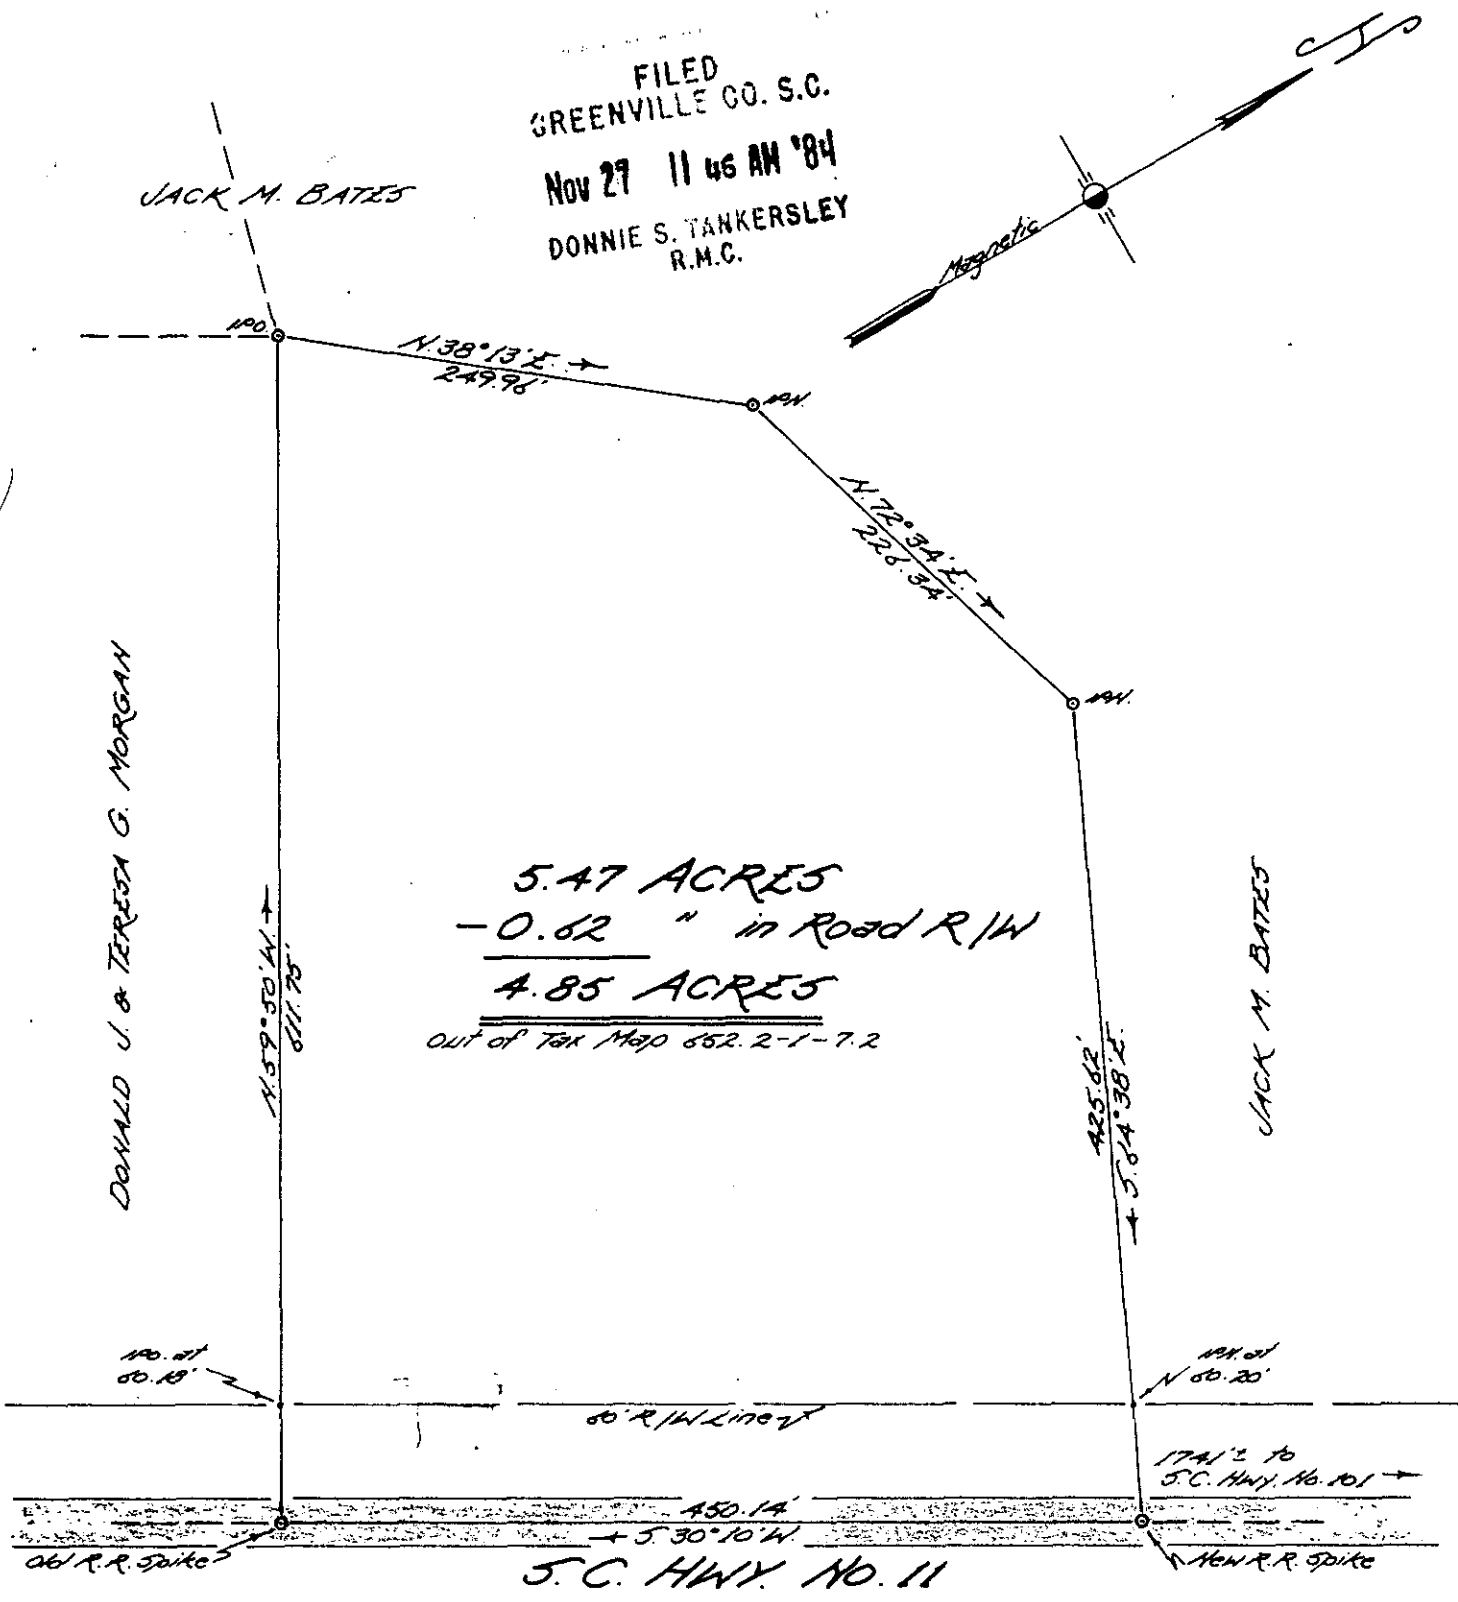 FILED
GREENVILLE CO. S.C.
Nov 27 11 46 AM '84
DONNIE S. TANKERSLEY
R.M.C.
JACK M. BATES
Magnetic
I.P.O.
N.38°13'E. →
249.96'
I.P.N.
N.72°34'E. →
226.34'
I.P.N.
DONALD J. & TERESA G. MORGAN
N.59°50'W. →
611.75'
5.47 ACRES
-0.62 " in Road R/W
4.85 ACRES
Out of Tax Map 652.2-1-7.2
425.62'
← S.64°38'E.
JACK M. BATES
I.P.O. at
60.18'
I.P.N. at
60.20'
60' R/W Line
1741'± to
S.C. Hwy. No. 101 →
450.14'
← S.30°10'W.
Old R.R. Spike
New R.R. Spike
S.C. HWY. NO. 11